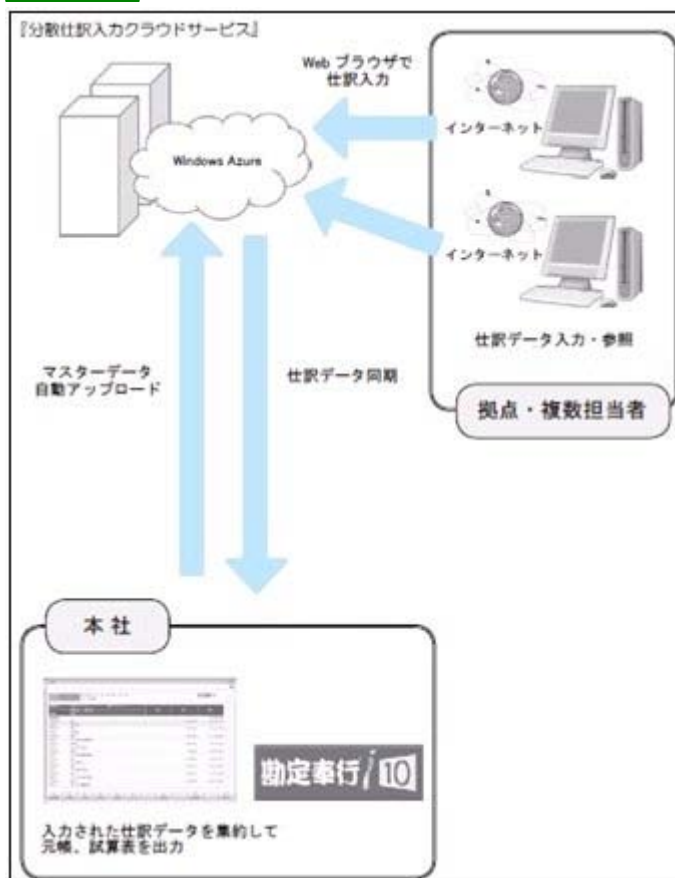 『分散仕訳入力クラウドサービス』
Web ブラウザで
仕訳入力
インターネット
Windows Azure
インターネット
仕訳データ入力・参照
拠点・複数担当者
マスターデータ
自動アップロード
仕訳データ同期
本社
勘定奉行i10
入力された仕訳データを集約して
元帳、試算表を出力